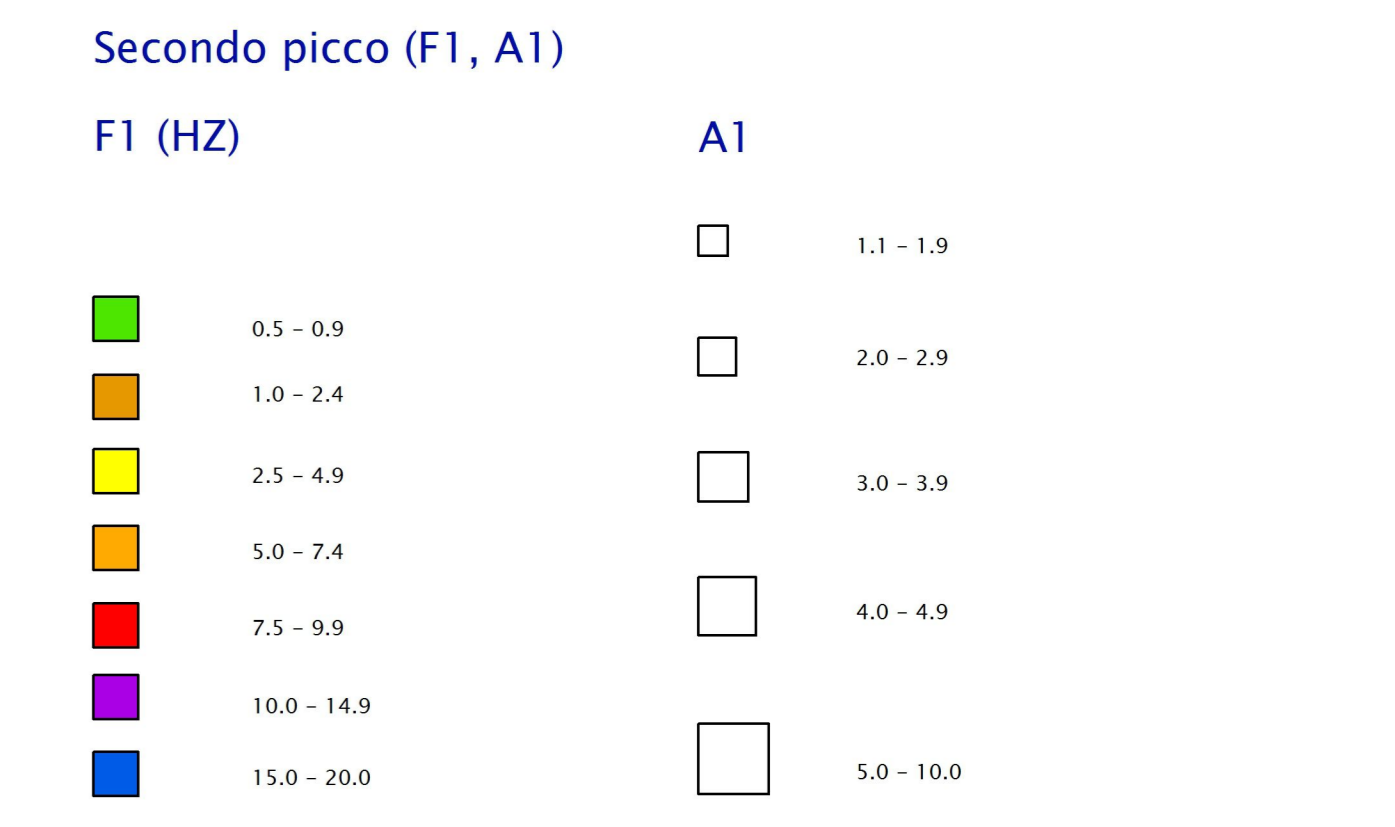 Secondo picco (F1, A1)
F1 (HZ)
A1
0.5 – 0.9
1.0 – 2.4
2.5 – 4.9
5.0 – 7.4
7.5 – 9.9
10.0 – 14.9
15.0 – 20.0
1.1 – 1.9
2.0 – 2.9
3.0 – 3.9
4.0 – 4.9
5.0 – 10.0